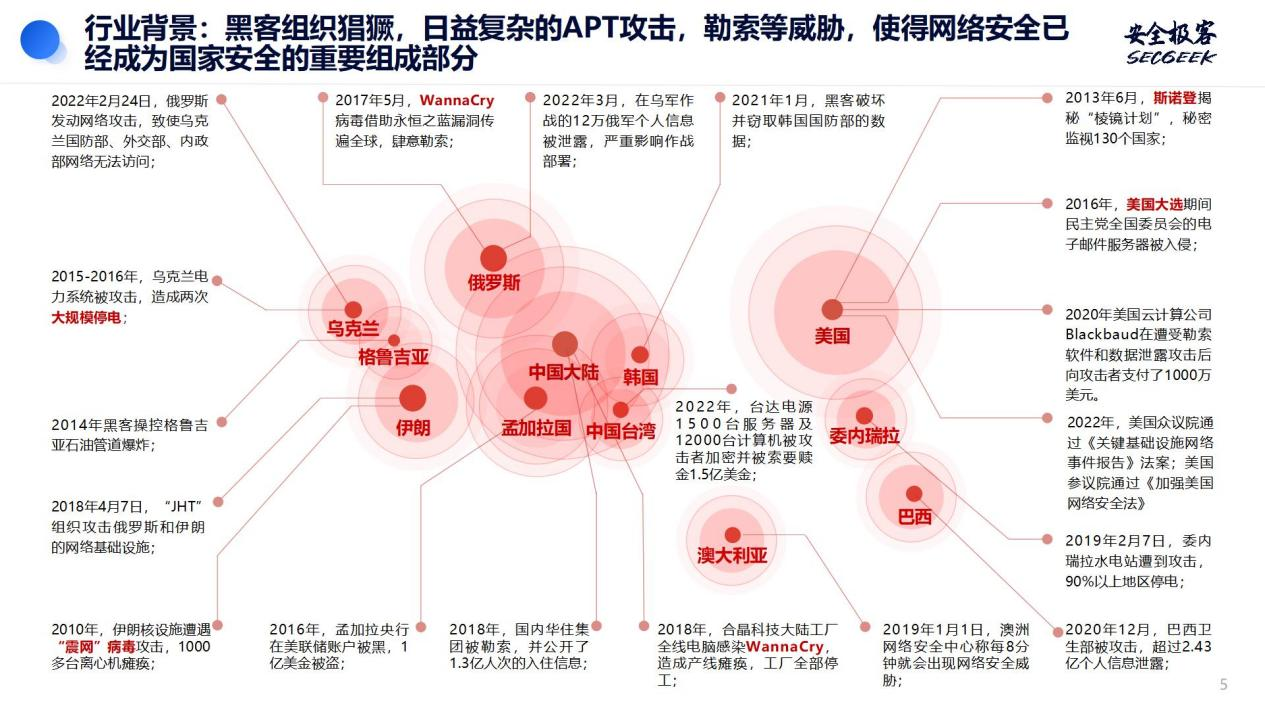 行业背景：黑客组织猖獗，日益复杂的APT攻击，勒索等威胁，使得网络安全已
经成为国家安全的重要组成部分
安全极客
SECGEEK
2022年2月24日，俄罗斯
发动网络攻击，致使乌克
兰国防部、外交部、内政
部网络无法访问；
2017年5月，WannaCry
病毒借助永恒之蓝漏洞传
遍全球，肆意勒索；
2022年3月，在乌军作
战的12万俄军个人信息
被泄露，严重影响作战
部署；
2021年1月，黑客破坏
并窃取韩国国防部的数
据；
2013年6月，斯诺登揭
秘“棱镜计划”，秘密
监视130个国家；
2016年，美国大选期间
民主党全国委员会的电
子邮件服务器被入侵；
2015-2016年，乌克兰电
力系统被攻击，造成两次
大规模停电；
俄罗斯
乌克兰
格鲁吉亚
中国大陆
韩国
美国
2020年美国云计算公司
Blackbaud在遭受勒索
软件和数据泄露攻击后
向攻击者支付了1000万
美元。
2014年黑客操控格鲁吉
亚石油管道爆炸；
伊朗
孟加拉国
中国台湾
2022年，台达电源
1500台服务器及
12000台计算机被攻
击者加密并被索要赎
金1.5亿美金；
委内瑞拉
2022年，美国众议院通
过《关键基础设施网络
事件报告》法案；美国
参议院通过《加强美国
网络安全法》
2018年4月7日，“JHT”
组织攻击俄罗斯和伊朗
的网络基础设施；
巴西
澳大利亚
2019年2月7日，委内
瑞拉水电站遭到攻击，
90%以上地区停电；
2010年，伊朗核设施遭遇
“震网”病毒攻击，1000
多台离心机瘫痪；
2016年，孟加拉央行
在美联储账户被黑，1
亿美金被盗；
2018年，国内华住集
团被勒索，并公开了
1.3亿人次的入住信息；
2018年，合晶科技大陆工厂
全线电脑感染WannaCry，
造成产线瘫痪，工厂全部停
工；
2019年1月1日，澳洲
网络安全中心称每8分
钟就会出现网络安全威
胁；
2020年12月，巴西卫
生部被攻击，超过2.43
亿个人信息泄露；
5